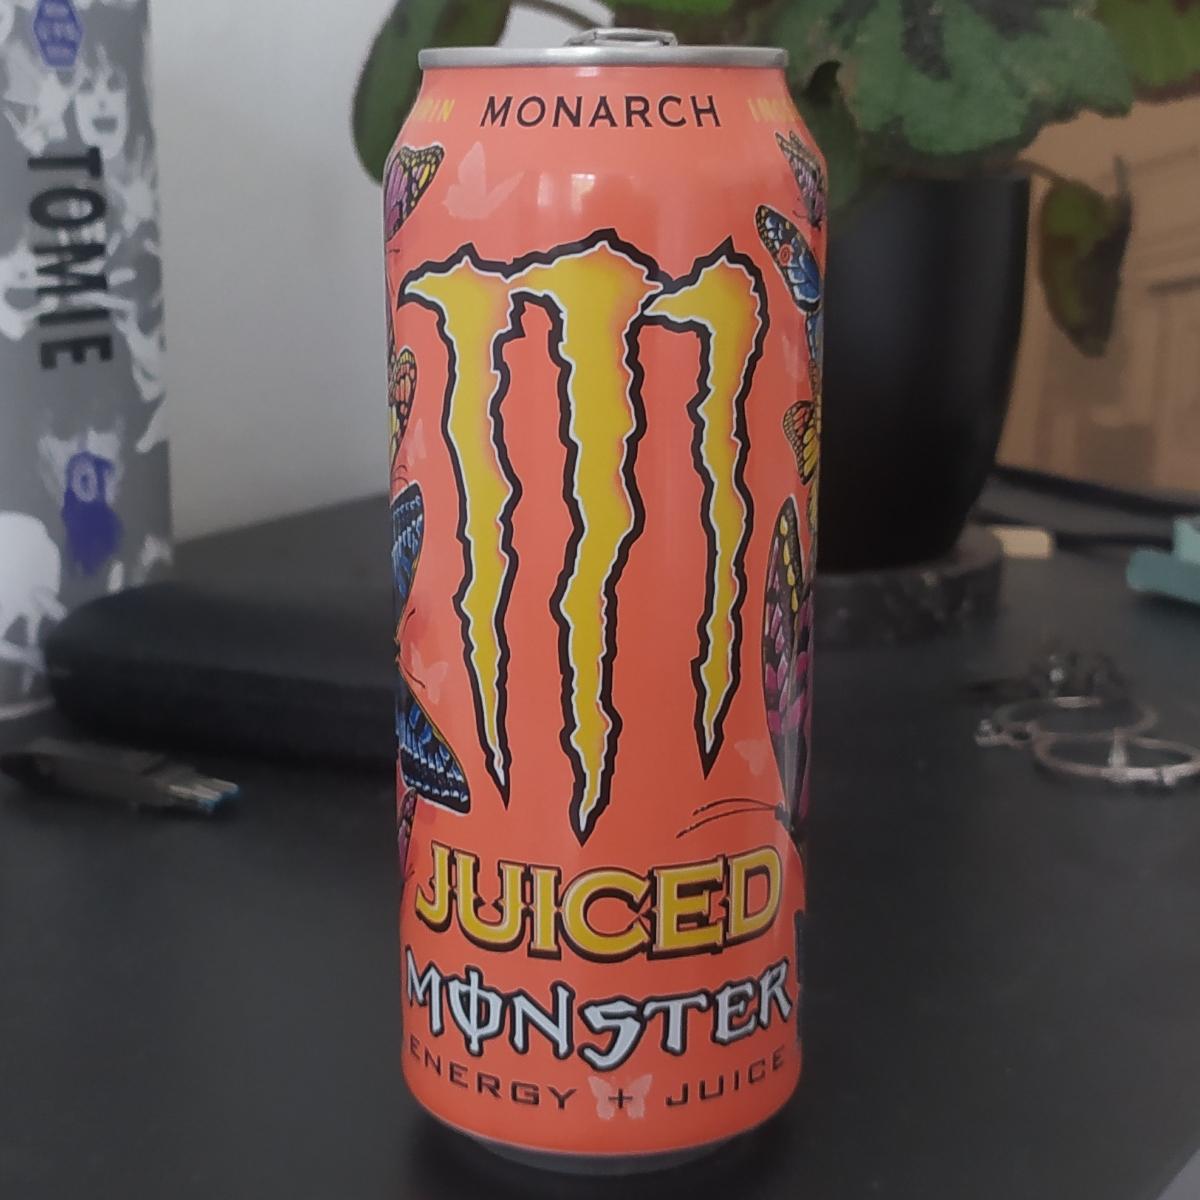 MONARCH
JUICED
MONSTER
ENERGY + JUICE
TOMIE